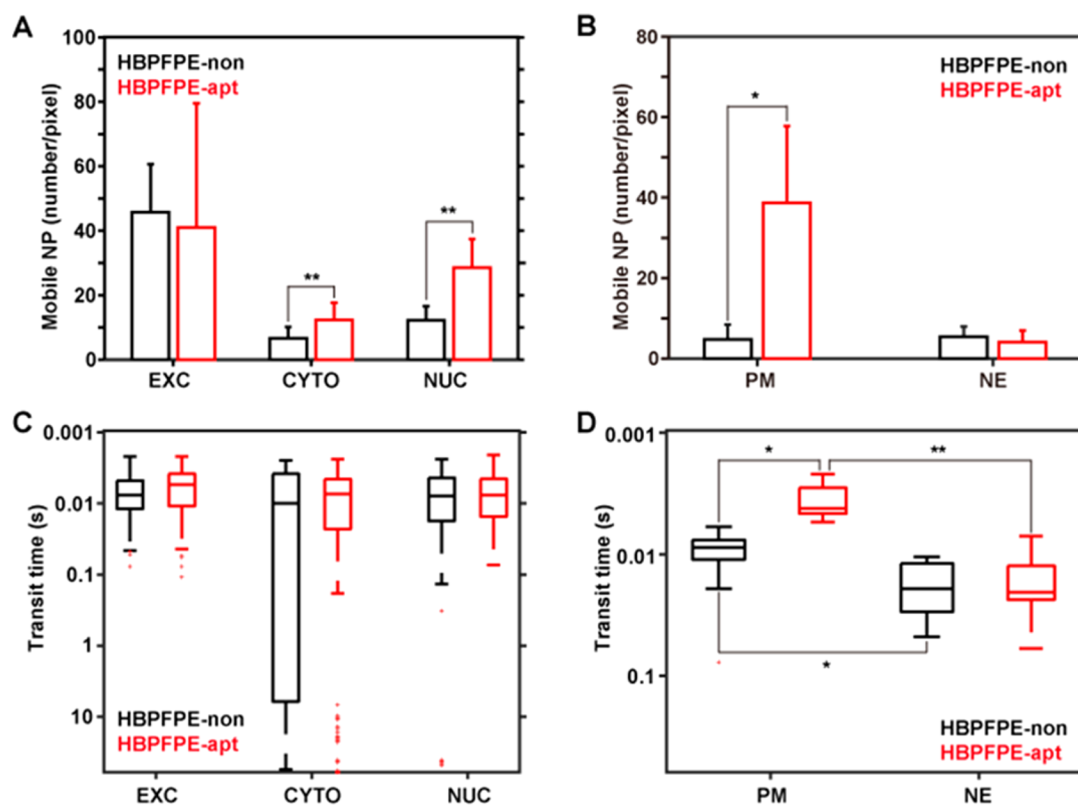 A
100
80
60
40
20
0
Mobile NP (number/pixel)
HBPFPE-non
HBPFPE-apt
**
**
EXC
CYTO
NUC
B
80
60
40
20
0
Mobile NP (number/pixel)
HBPFPE-non
HBPFPE-apt
*
PM
NE
C
0.001
0.01
0.1
1
10
Transit time (s)
HBPFPE-non
HBPFPE-apt
EXC
CYTO
NUC
D
0.001
0.01
0.1
Transit time (s)
*
**
*
HBPFPE-non
HBPFPE-apt
PM
NE